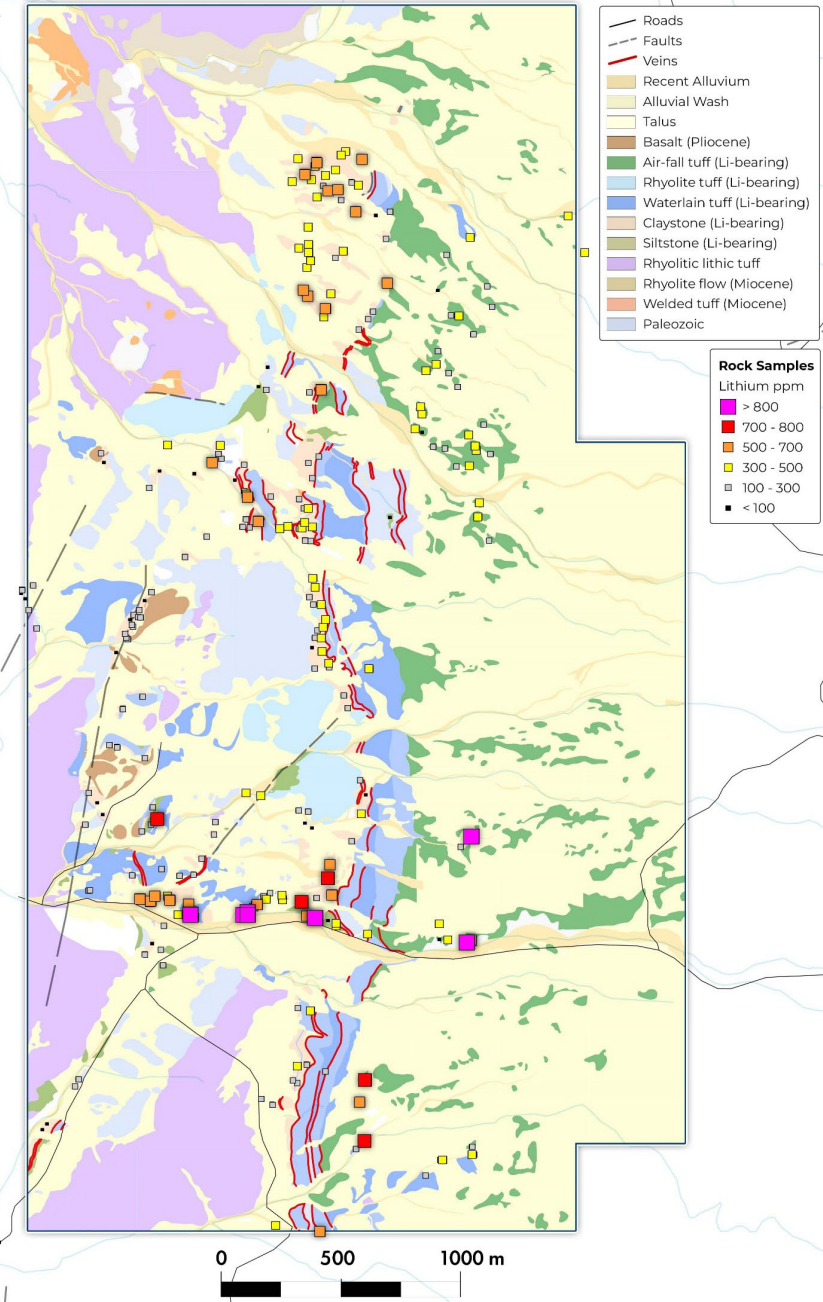 Roads
Faults
Veins
Recent Alluvium
Alluvial Wash
Talus
Basalt (Pliocene)
Air-fall tuff (Li-bearing)
Rhyolite tuff (Li-bearing)
Waterlain tuff (Li-bearing)
Claystone (Li-bearing)
Siltstone (Li-bearing)
Rhyolitic lithic tuff
Rhyolite flow (Miocene)
Welded tuff (Miocene)
Paleozoic
Rock Samples
Lithium ppm
> 800
700 - 800
500 - 700
300 - 500
100 - 300
< 100
0 500 1000 m